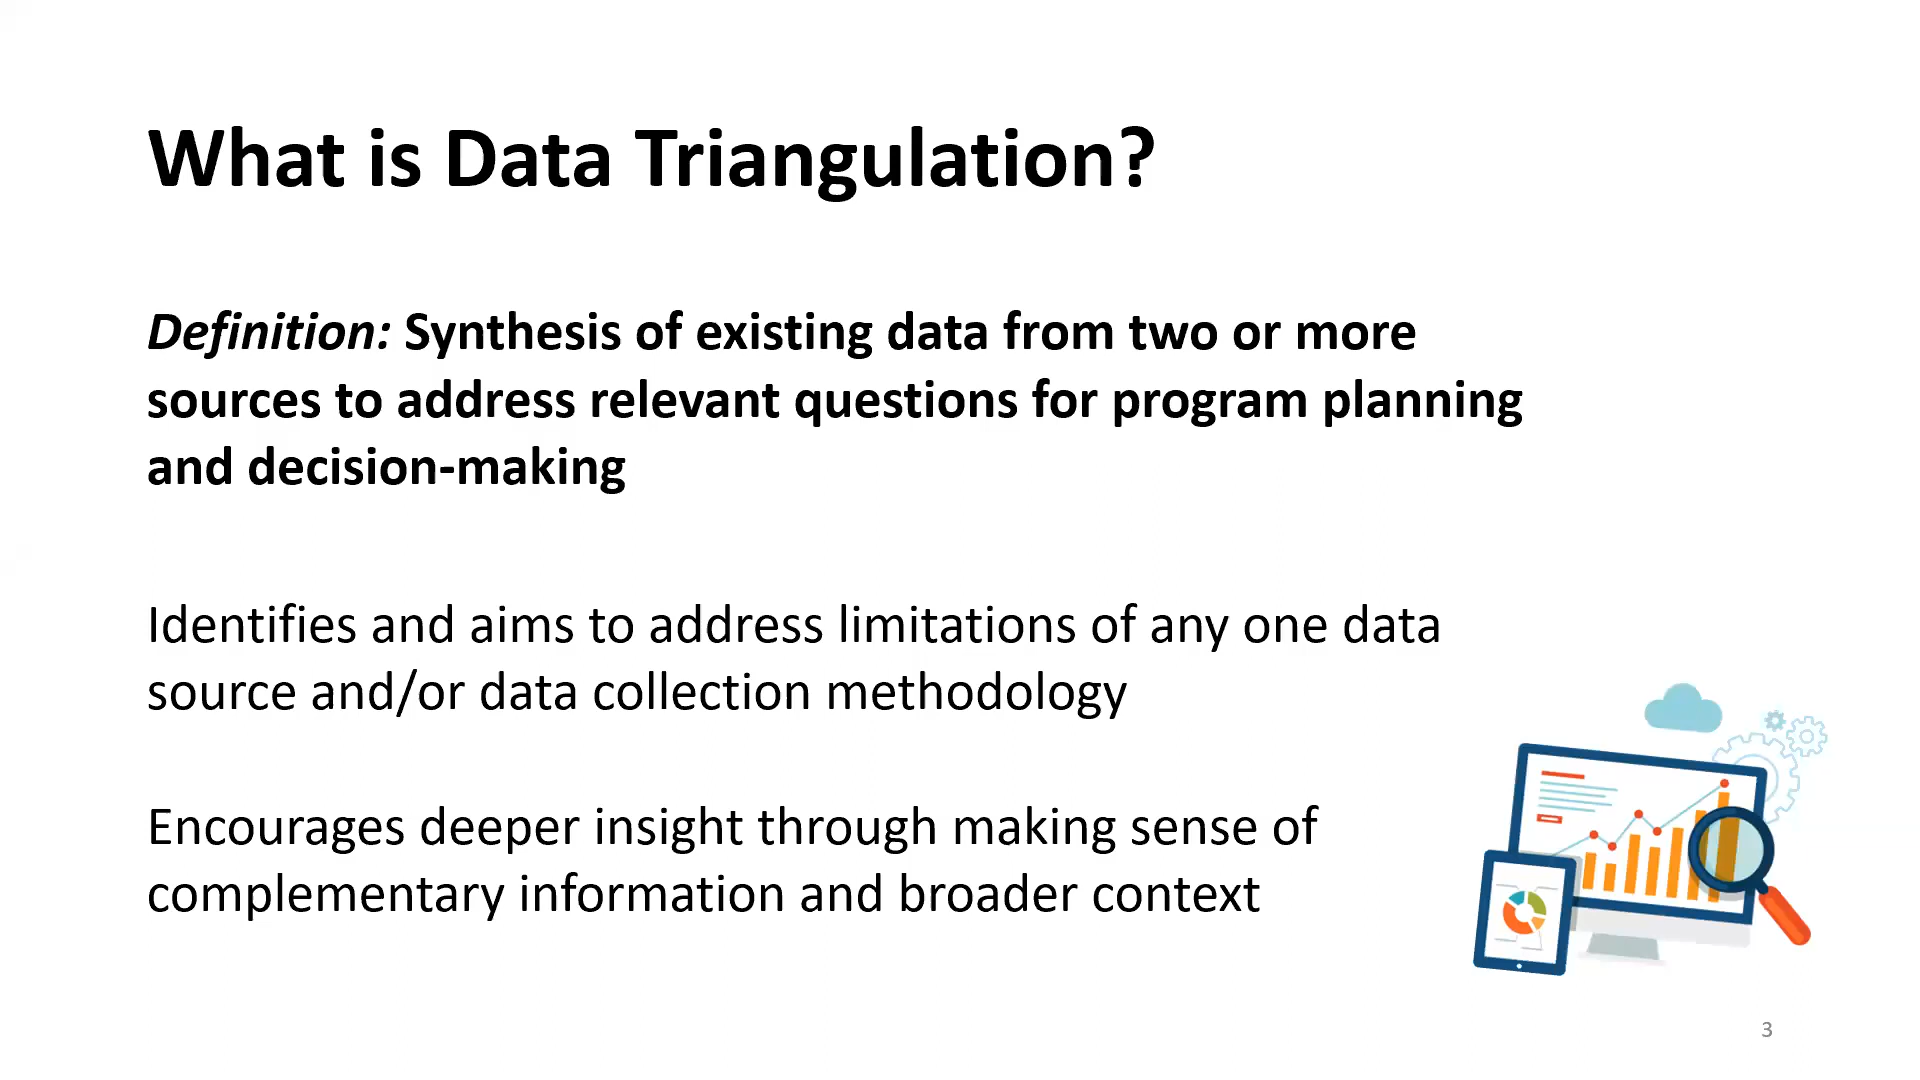 What is Data Triangulation?
Definition: Synthesis of existing data from two or more
sources to address relevant questions for program planning
and decision-making
Identifies and aims to address limitations of any one data
source and/or data collection methodology
Encourages deeper insight through making sense of
complementary information and broader context
3